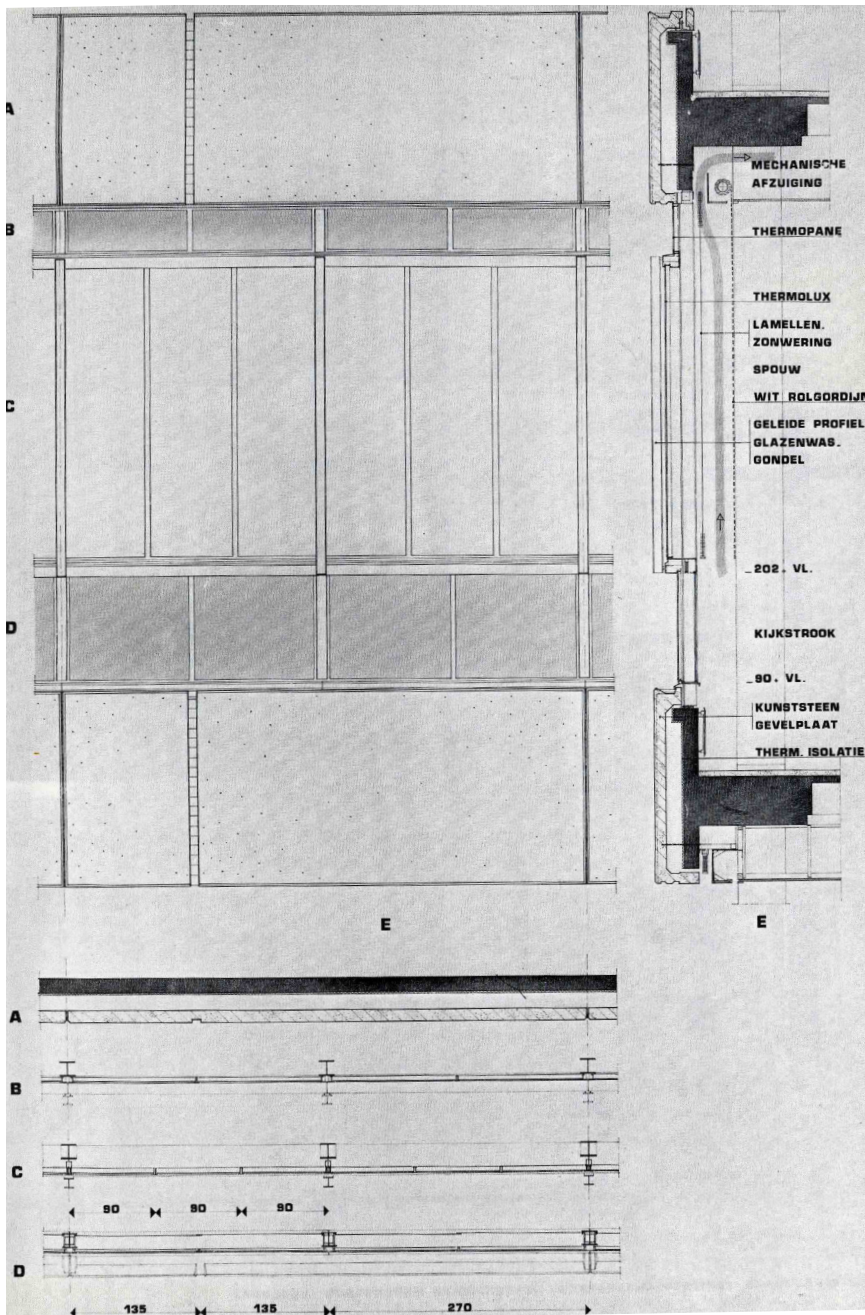 A
B
C
D
MECHANISCHE
AFZUIGING
THERMOPANE
THERMOLUX
LAMELLEN.
ZONWERING
SPOUW
WIT ROLGORDIJN
GELEIDE PROFIEL
GLAZENWAS.
GONDEL
202. VL.
KIJKSTROOK
90. VL.
KUNSTSTEEN
GEVELPLAAT
THERM. ISOLATIE
E
E
A
B
C
90 90 90
D
135 135 270